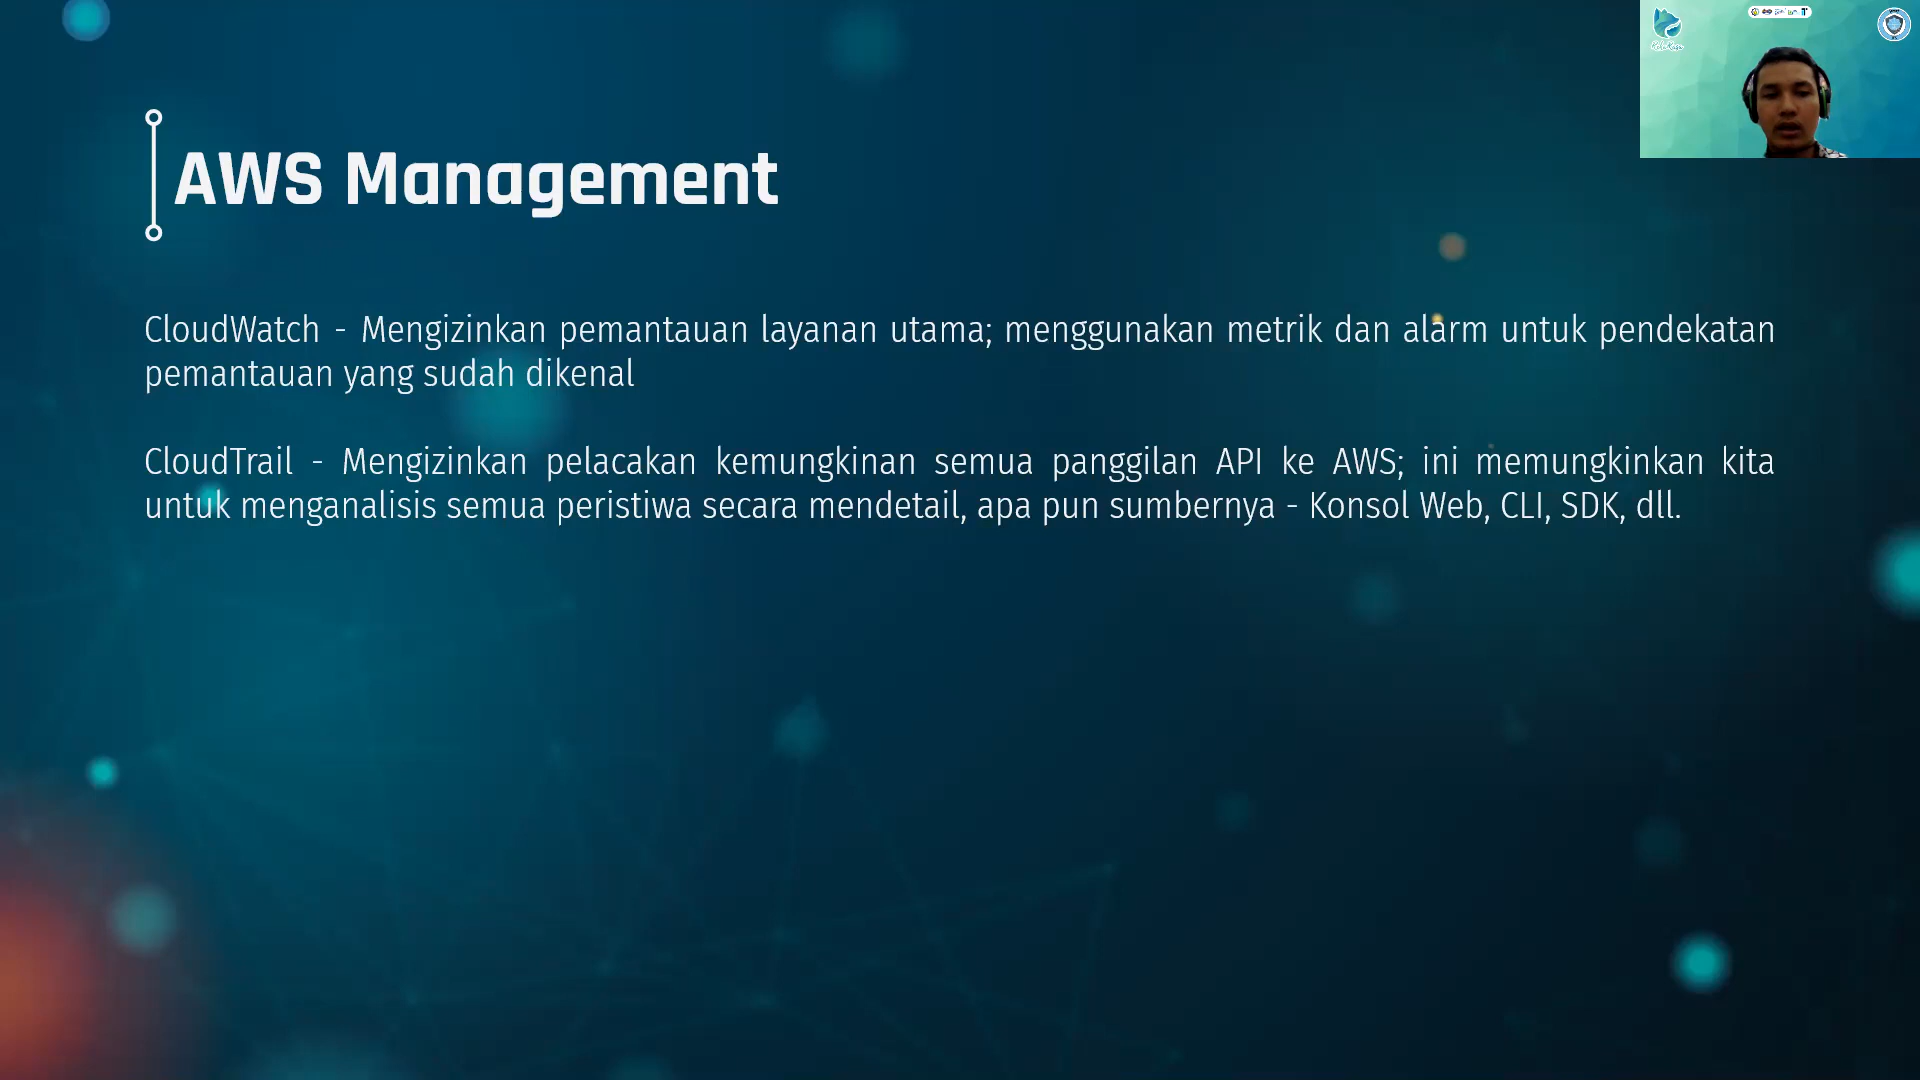 AWS Management
CloudWatch - Mengizinkan pemantauan layanan utama; menggunakan metrik dan alarm untuk pendekatan
pemantauan yang sudah dikenal
CloudTrail - Mengizinkan pelacakan kemungkinan semua panggilan API ke AWS; ini memungkinkan kita
untuk menganalisis semua peristiwa secara mendetail, apa pun sumbernya - Konsol Web, CLI, SDK, dll.